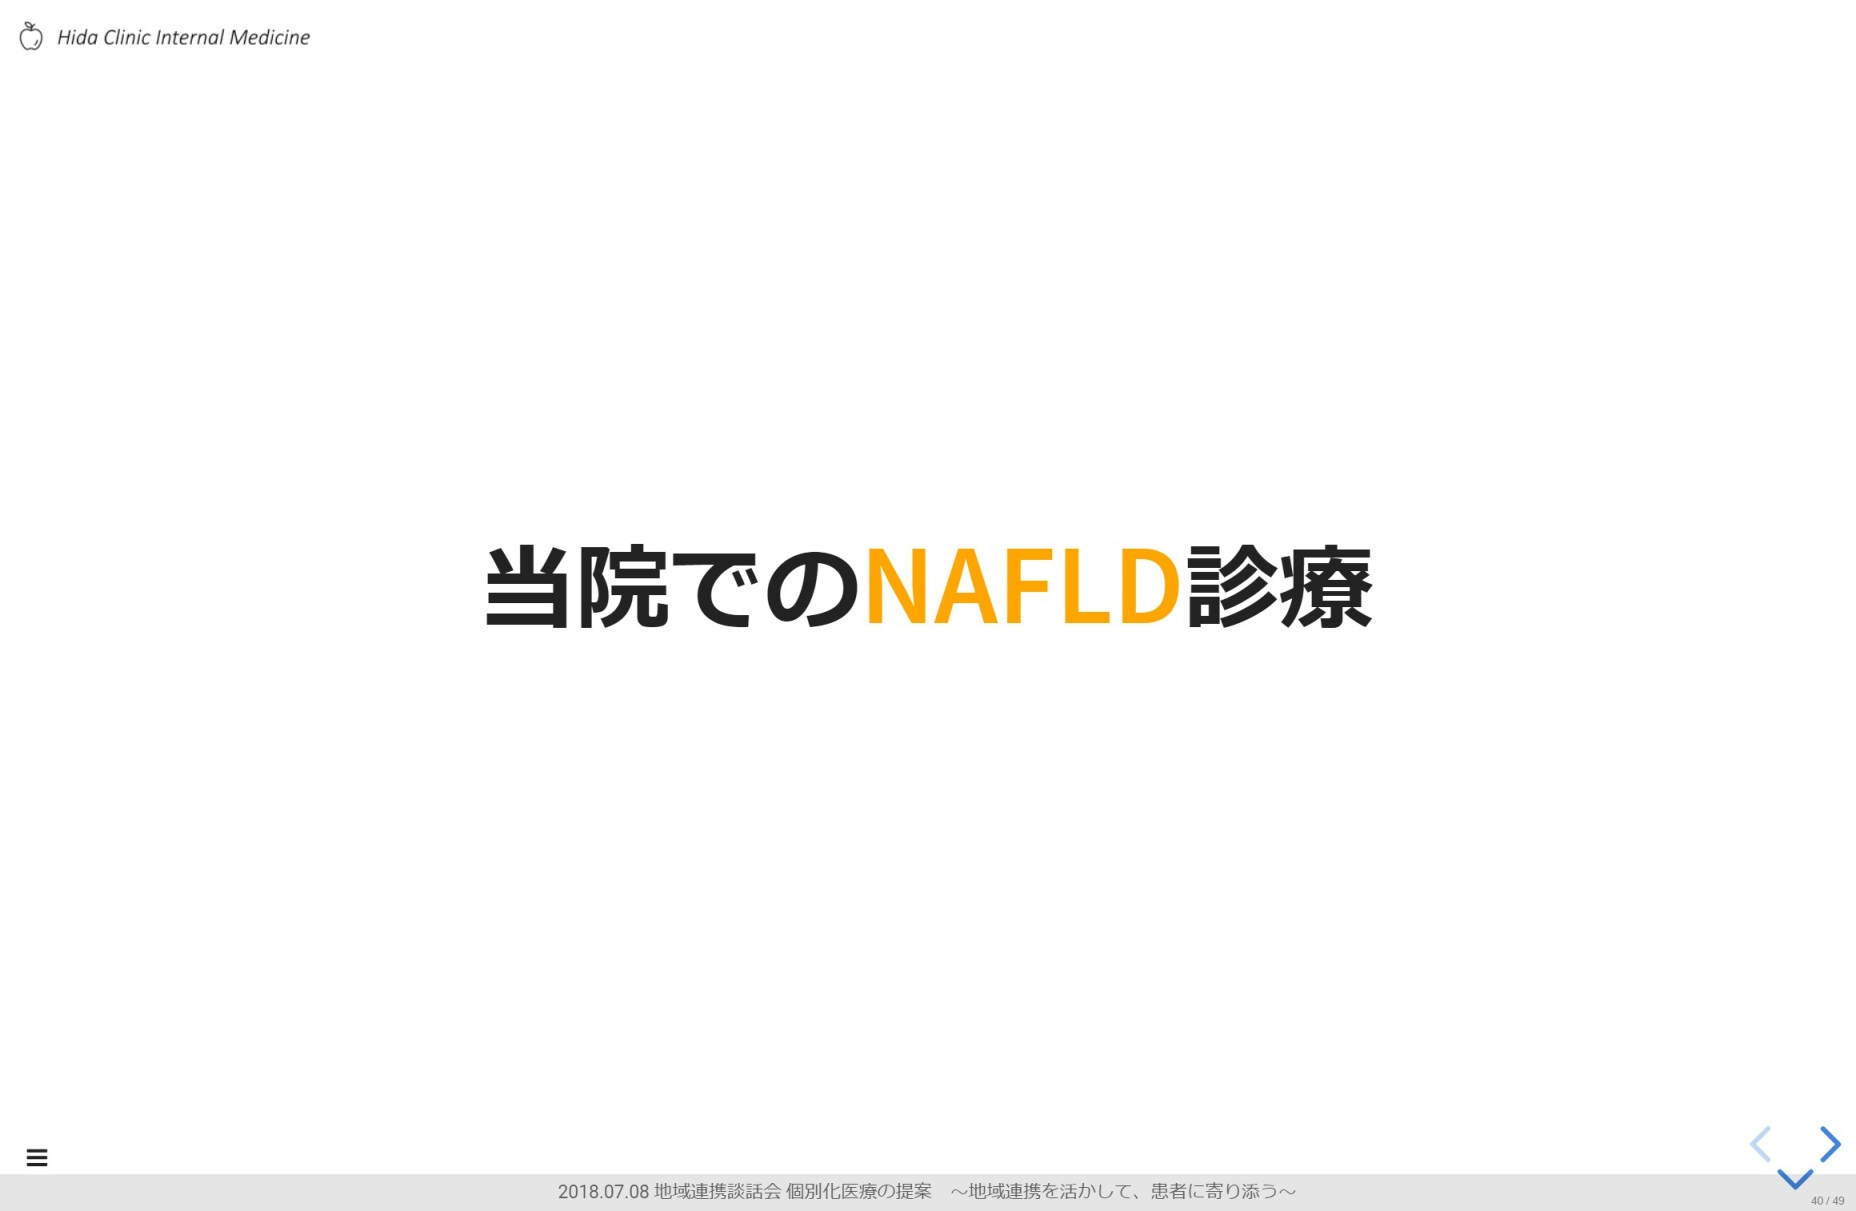 Hida Clinic Internal Medicine
当院でのNAFLD診療
2018.07.08 地域連携談話会 個別化医療の提案　～地域連携を活かして、患者に寄り添う～
40 / 49